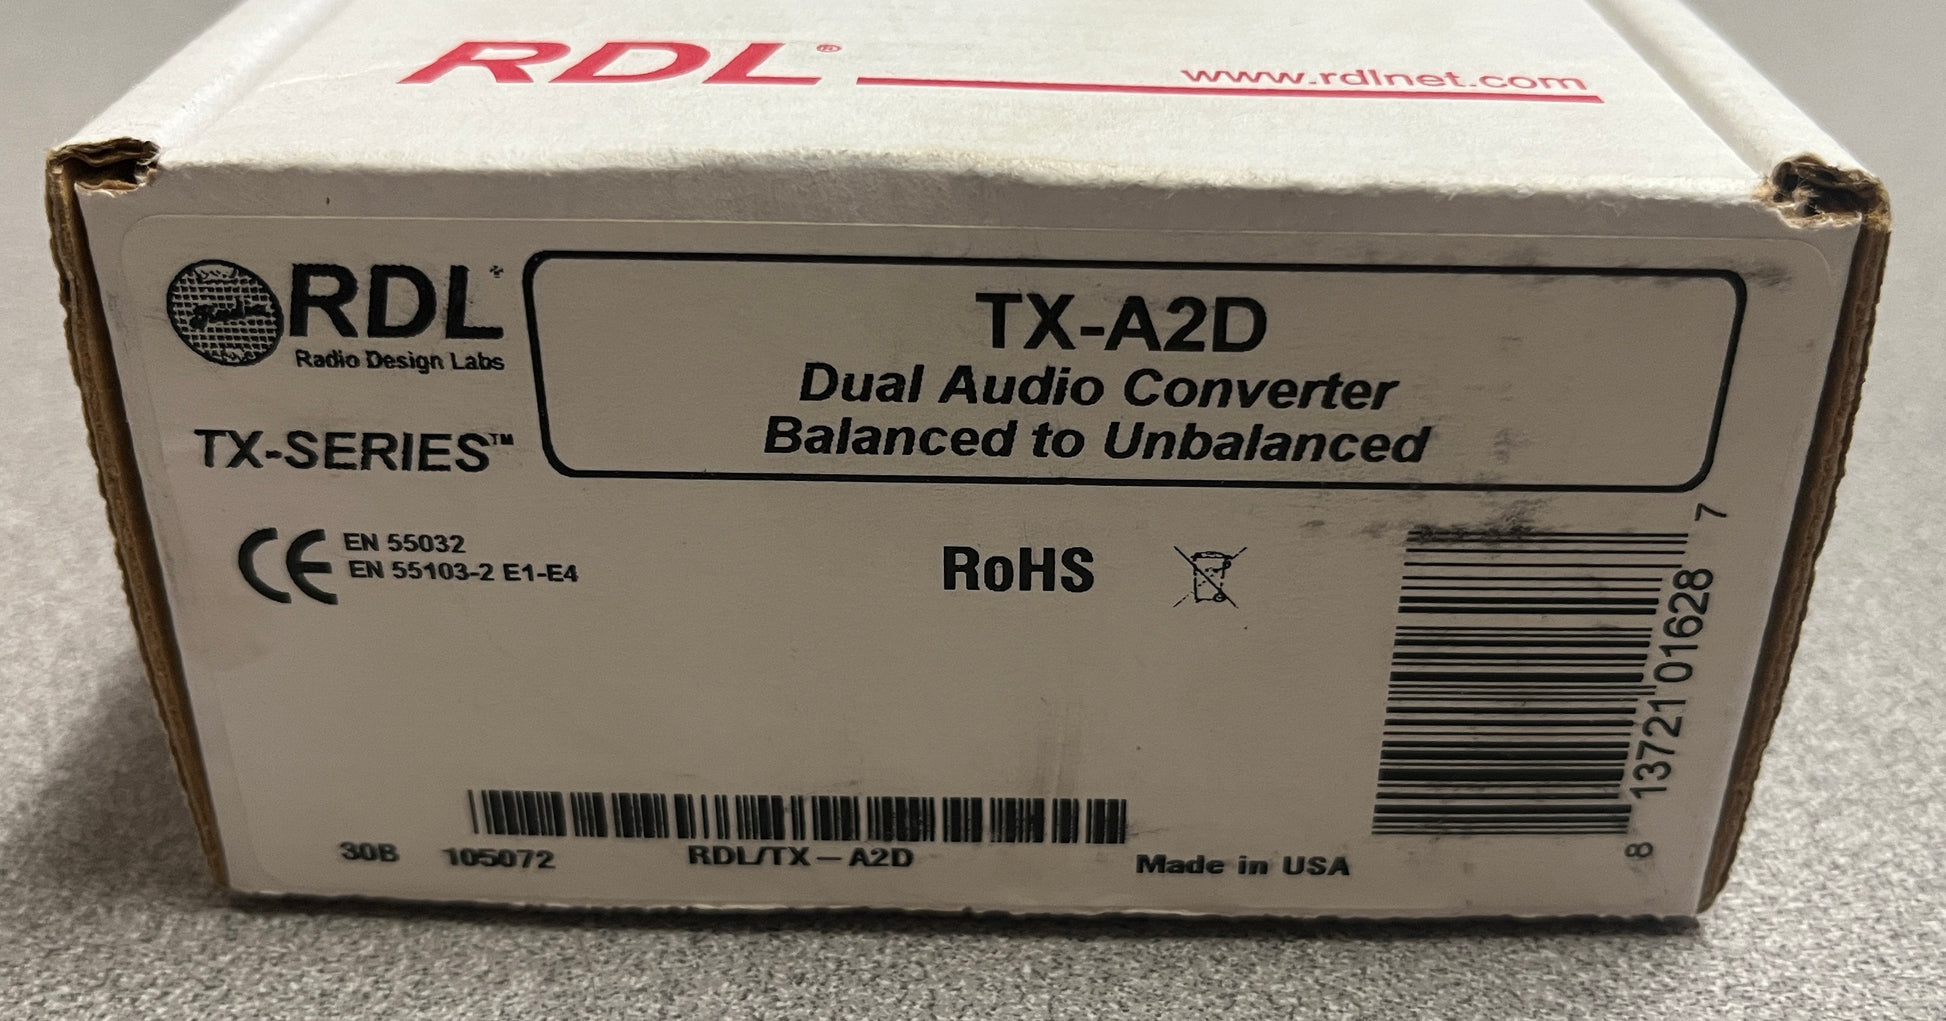 RDL®
www.rdlnet.com
RDL
Radio Design Labs
TX-SERIES™
TX-A2D
Dual Audio Converter
Balanced to Unbalanced
CE
EN 55032
EN 55103-2 E1-E4
RoHS
8 13721 01628 7
30B
105072
RDL/TX-A2D
Made in USA